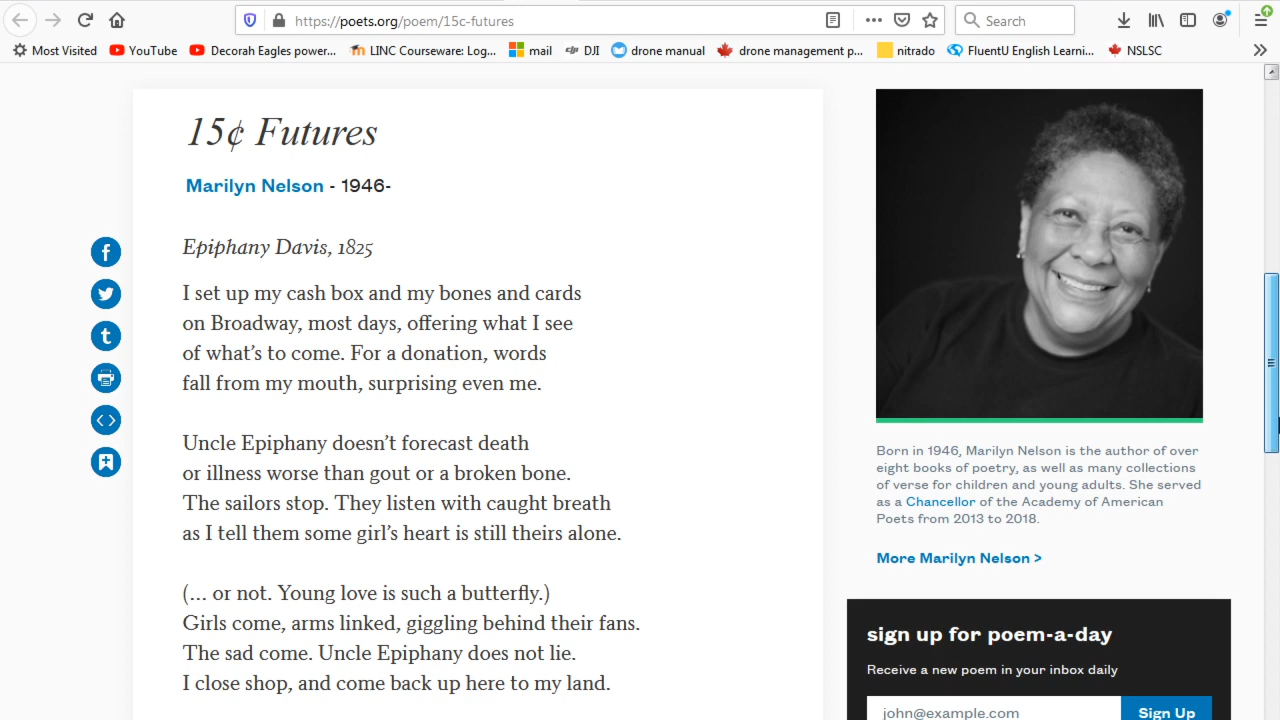 https://poets.org/poem/15c-futures
Search
Most Visited
YouTube
Decorah Eagles power...
LINC Courseware: Log...
mail
DJI
drone manual
drone management p...
nitrado
FluentU English Learni...
NSLSC
15¢ Futures
Marilyn Nelson - 1946-
Epiphany Davis, 1825
I set up my cash box and my bones and cards
on Broadway, most days, offering what I see
of what's to come. For a donation, words
fall from my mouth, surprising even me.
Uncle Epiphany doesn't forecast death
or illness worse than gout or a broken bone.
The sailors stop. They listen with caught breath
as I tell them some girl's heart is still theirs alone.
(... or not. Young love is such a butterfly.)
Girls come, arms linked, giggling behind their fans.
The sad come. Uncle Epiphany does not lie.
I close shop, and come back up here to my land.
Born in 1946, Marilyn Nelson is the author of over
eight books of poetry, as well as many collections
of verse for children and young adults. She served
as a Chancellor of the Academy of American
Poets from 2013 to 2018.
More Marilyn Nelson >
sign up for poem-a-day
Receive a new poem in your inbox daily
john@example.com
Sign Up